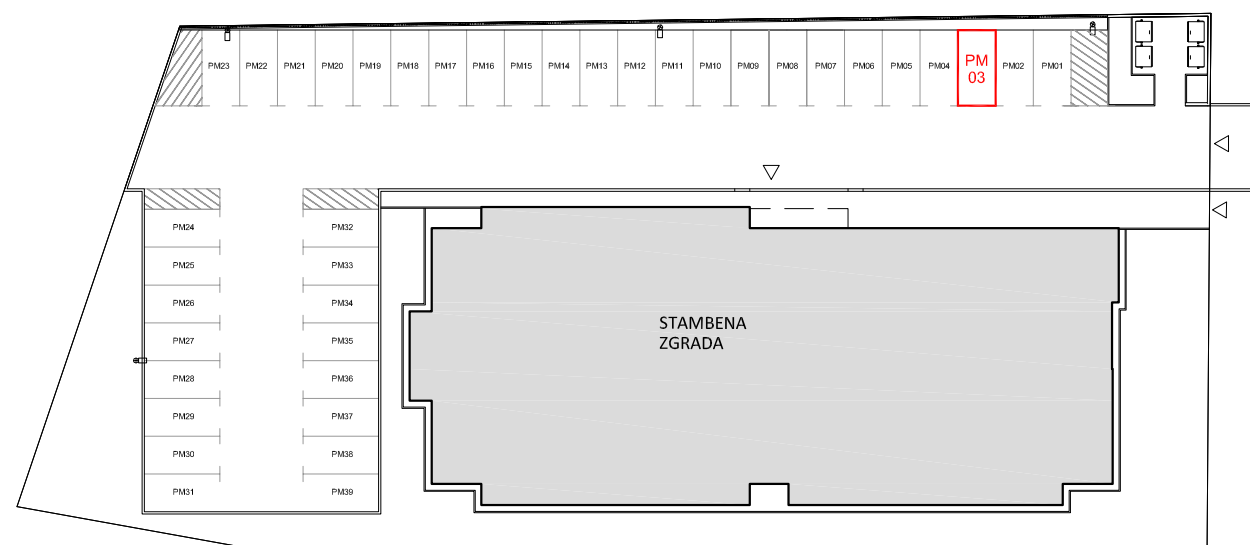 PM23 PM22 PM21 PM20 PM19 PM18 PM17 PM16 PM15 PM14 PM13 PM12 PM11 PM10 PM09 PM08 PM07 PM06 PM05 PM04 PM 03 PM02 PM01
PM24 PM32
PM25 PM33
PM26 PM34
PM27 PM35
PM28 PM36
PM29 PM37
PM30 PM38
PM31 PM39
STAMBENA
ZGRADA